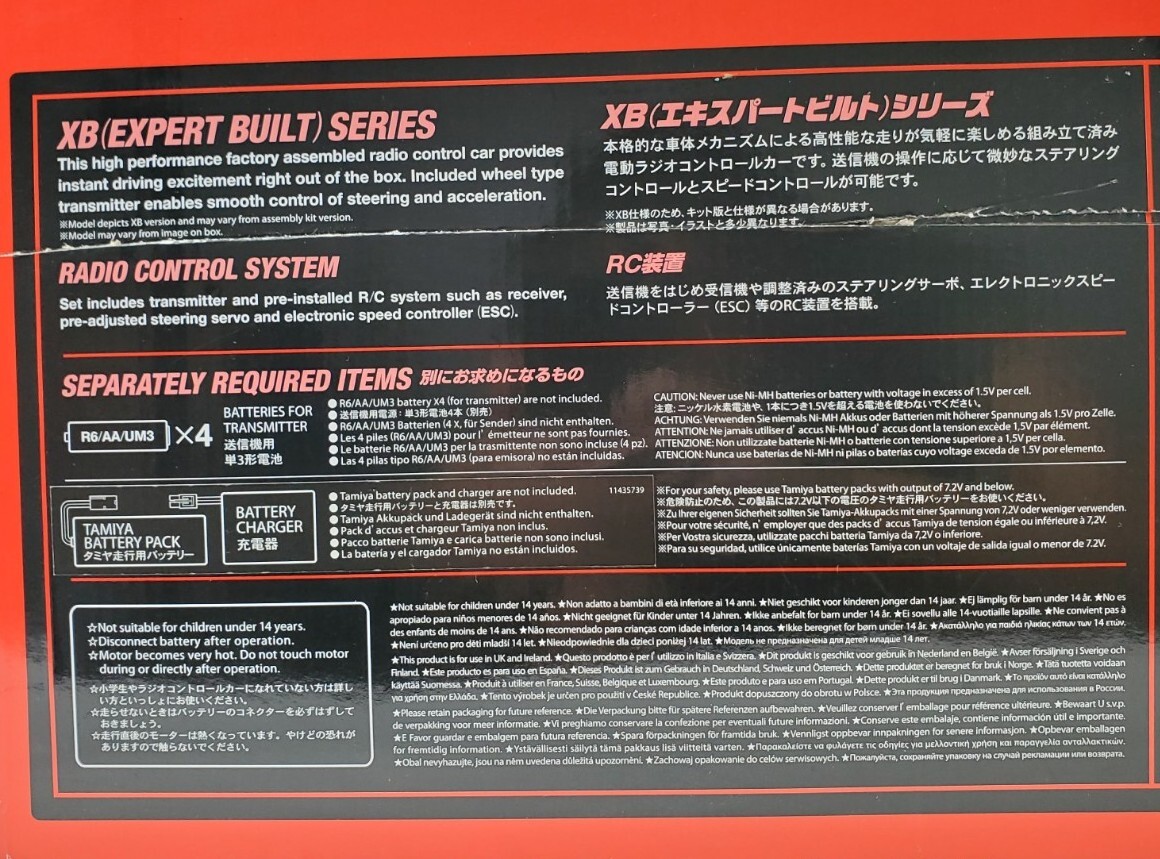 XB (EXPERT BUILT) SERIES
This high performance factory assembled radio control car provides
instant driving excitement right out of the box. Included wheel type
transmitter enables smooth control of steering and acceleration.
※Model depicts XB version and may vary from assembly kit version.
※Model may vary from image on box.
XB(エキスパートビルト)シリーズ
本格的な車体メカニズムによる高性能な走りが気軽に楽しめる組み立て済み
電動ラジオコントロールカーです。送信機の操作に応じて微妙なステアリング
コントロールとスピードコントロールが可能です。
※XB仕様のため、キット版と仕様が異なる場合があります。
※製品は写真・イラストと多少異なります。
RADIO CONTROL SYSTEM
Set includes transmitter and pre-installed R/C system such as receiver,
pre-adjusted steering servo and electronic speed controller (ESC).
RC装置
送信機をはじめ受信機や調整済みのステアリングサーボ、エレクトロニックスピー
ドコントローラー（ESC）等のRC装置を搭載。
SEPARATELY REQUIRED ITEMS 別にお求めになるもの
R6/AA/UM3 ×4
BATTERIES FOR
TRANSMITTER
送信機用
単3形電池
●R6/AA/UM3 battery X4 (for transmitter) are not included.
●送信機用電源：単3形電池4本（別売）
●R6/AA/UM3 Batterien (4 X, für Sender) sind nicht enthalten.
●Les 4 piles (R6/AA/UM3) pour l' émetteur ne sont pas fournies.
●Le batterie R6/AA/UM3 per la trasmittente non sono incluse (4 pz).
●Las 4 pilas tipo R6/AA/UM3 (para emisora) no están incluidas.
CAUTION: Never use Ni-MH batteries or battery with voltage in excess of 1.5V per cell.
注意: ニッケル水素電池や、1本につき1.5Vを超える電池を使わないでください。
ACHTUNG: Verwenden Sie niemals Ni-MH Akkus oder Batterien mit höherer Spannung als 1.5V pro Zelle.
ATTENTION: Ne jamais utiliser d' accus Ni-MH ou d' accus dont la tension excède 1,5V par élément.
ATTENZIONE: Non utilizzate batterie Ni-MH o batterie con tensione superiore a 1,5V per cella.
ATENCION: Nunca use baterías de Ni-MH ni pilas o baterías cuyo voltage exceda de 1.5V por elemento.
TAMIYA
BATTERY PACK
タミヤ走行用バッテリー
BATTERY
CHARGER
充電器
●Tamiya battery pack and charger are not included.
●タミヤ走行用バッテリーと充電器は別売です。
●Tamiya Akkupack und Ladegerät sind nicht enthalten.
●Pack d' accus et chargeur Tamiya non inclus.
●Pacco batterie Tamiya e carica batterie non sono inclusi.
●La batería y el cargador Tamiya no están incluidos.
11435739
※For your safety, please use Tamiya battery packs with output of 7.2V and below.
※危険防止のため、この製品には7.2V以下の電圧のタミヤ走行用バッテリーをお使いください。
※Zu Ihrer eigenen Sicherheit sollten Sie Tamiya-Akkupacks mit einer Spannung von 7,2V oder weniger verwenden.
※Pour votre sécurité, n' employer que des packs d' accus Tamiya de tension égale ou inférieure à 7,2V.
※Per Vostra sicurezza, utilizzate pacchi batteria Tamiya da 7,2V o inferiore.
※Para su seguridad, utilice únicamente baterías Tamiya con un voltaje de salida igual o menor de 7.2V.
☆Not suitable for children under 14 years.
☆Disconnect battery after operation.
☆Motor becomes very hot. Do not touch motor
during or directly after operation.
☆小学生やラジオコントロールカーになれていない方は詳し
い方といっしょにお使いください。
☆走らせないときはバッテリーのコネクターを必ずはずして
おきましょう。
☆走行直後のモーターは熱くなっています。やけどの恐れが
ありますので触らないでください。
★Not suitable for children under 14 years. ★Non adatto a bambini di età inferiore ai 14 anni. ★Niet geschikt voor kinderen jonger dan 14 jaar. ★Ej lämplig för barn under 14 år. ★No es
apropiado para niños menores de 14 años. ★Nicht geeignet für Kinder unter 14 Jahren. ★Ikke anbefalt for barn under 14 år. ★Ei sovellu alle 14-vuotiaille lapsille. ★Ne convient pas à
des enfants de moins de 14 ans. ★Não recomendado para crianças com idade inferior a 14 anos. ★Ikke beregnet for barn under 14 år. ★Ακατάλληλο για παιδιά ηλικίας κάτων των 14 ετών.
★Není určeno pro děti mladší 14 let. ★Nieodpowiednie dla dzieci poniżej 14 lat. ★Модель не предназначена для детей младше 14 лет.
★This product is for use in UK and Ireland. ★Questo prodotto è per l' utilizzo in Italia e Svizzera. ★Dit produkt is geschikt voor gebruik in Nederland en België. ★Avser försäljning i Sverige och
Finland. ★Este producto es para uso en España. ★Dieses Produkt ist zum Gebrauch in Deutschland, Schweiz und Österreich. ★Dette produktet er beregnet for bruk i Norge. ★Tätä tuotetta voidaan
käyttää Suomessa. ★Produit à utiliser en France, Suisse, Belgique et Luxembourg. ★Este produto e para uso em Portugal. ★Dette produkt er til brug i Danmark. ★Το προϊόν αυτό είναι κατάλληλο
για χρήση στην Ελλάδα. ★Tento výrobek je určen pro použití v České Republice. ★Produkt dopuszczony do obrotu w Polsce. ★Эта продукция предназначена для использования в России.
★Please retain packaging for future reference. ★Die Verpackung bitte für spätere Referenzen aufbewahren. ★Veuillez conserver l' emballage pour référence ultérieure. ★Bewaart U s.v.p.
de verpakking voor meer informatie. ★Vi preghiamo conservare la confezione per eventuali future informazioni. ★Conserve este embalaje, contiene información útil e importante.
★E Favor guardar e embalgem para futura referencia. ★Spara förpackningen för framtida bruk. ★Vennligst oppbevar innpakningen for senere informasjon. ★Opbevar emballagen
for fremtidig information. ★Ystävällisesti säilytä tämä pakkaus lisä viitteitä varten. ★Παρακαλείστε να φυλάγετε τις οδηγίες για μελλοντική χρήση και παραγγελία ανταλλακτικών.
★Obal nevyhazujte, jsou na něm uvedena důležitá upozornění. ★Zachowaj opakowanie do celów serwisowych. ★Пожалуйста, сохраняйте упаковку на случай рекламации или возврата.